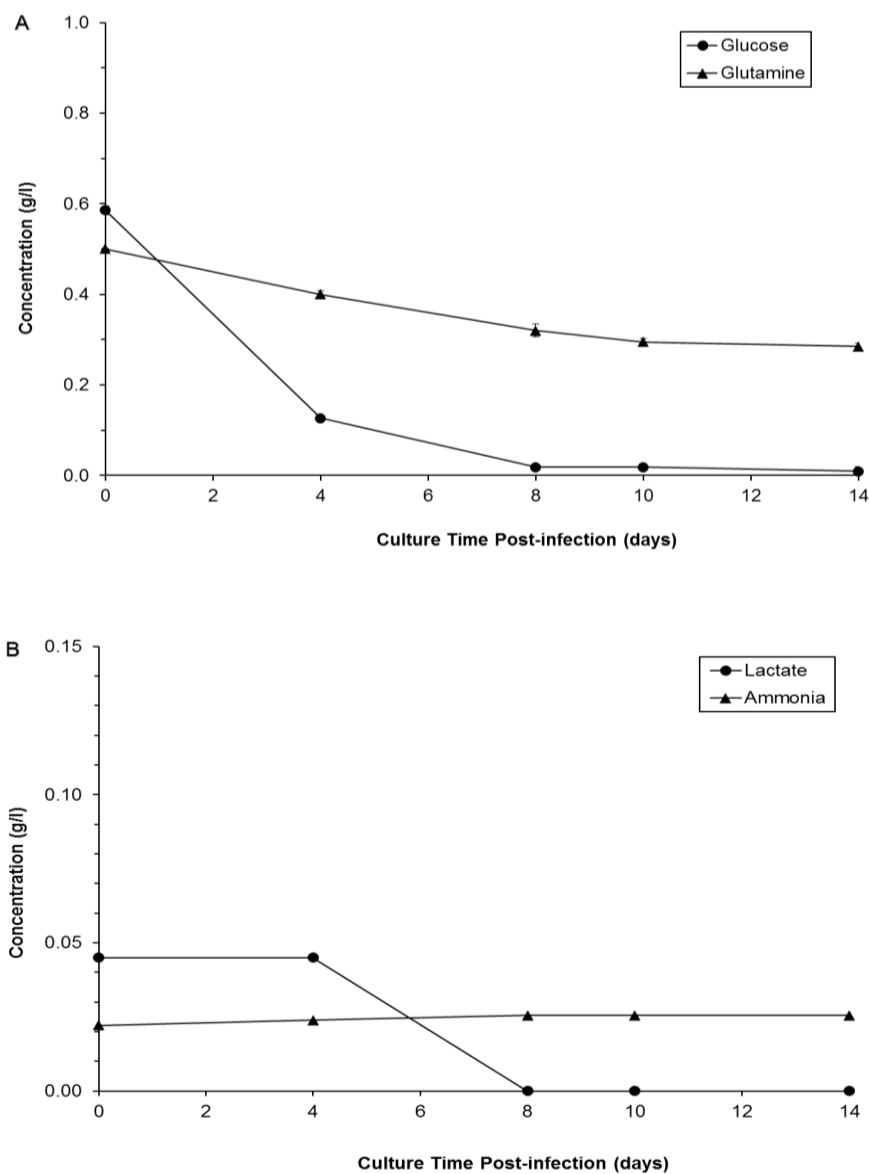 A
1.0
Glucose
Glutamine
0.8
0.6
0.4
0.2
0.0
Concentration (g/l)
0 2 4 6 8 10 12 14
Culture Time Post-infection (days)
B
0.15
Lactate
Ammonia
0.10
0.05
0.00
Concentration (g/l)
0 2 4 6 8 10 12 14
Culture Time Post-infection (days)